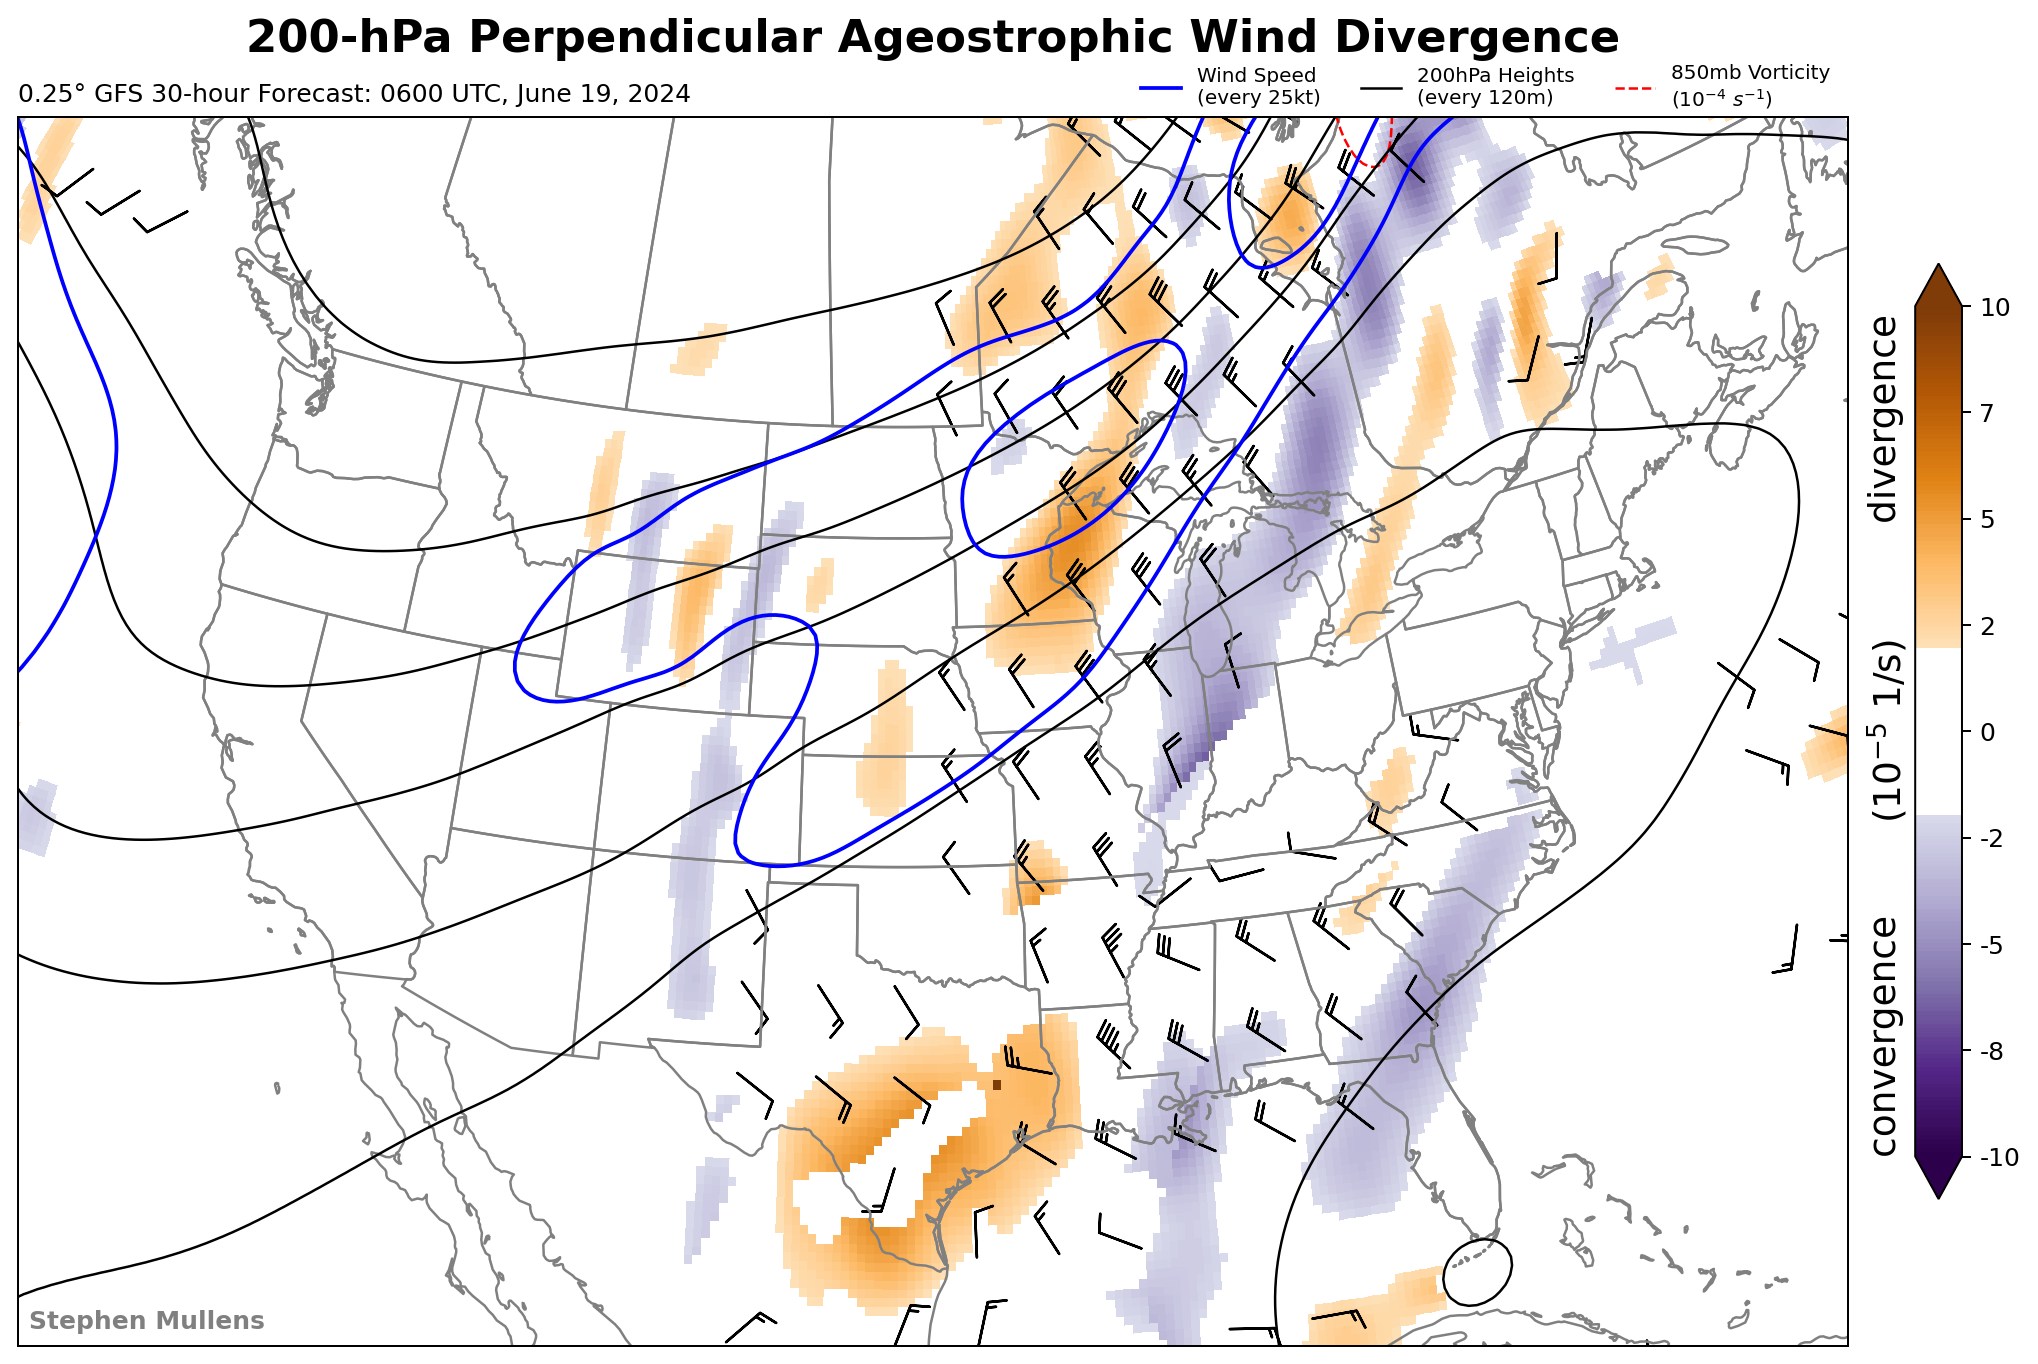 200-hPa Perpendicular Ageostrophic Wind Divergence
0.25° GFS 30-hour Forecast: 0600 UTC, June 19, 2024
Wind Speed
(every 25kt)
200hPa Heights
(every 120m)
850mb Vorticity
(10⁻⁴ s⁻¹)
10
7
5
2
0
-2
-5
-8
-10
convergence (10⁻⁵ 1/s) divergence
Stephen Mullens